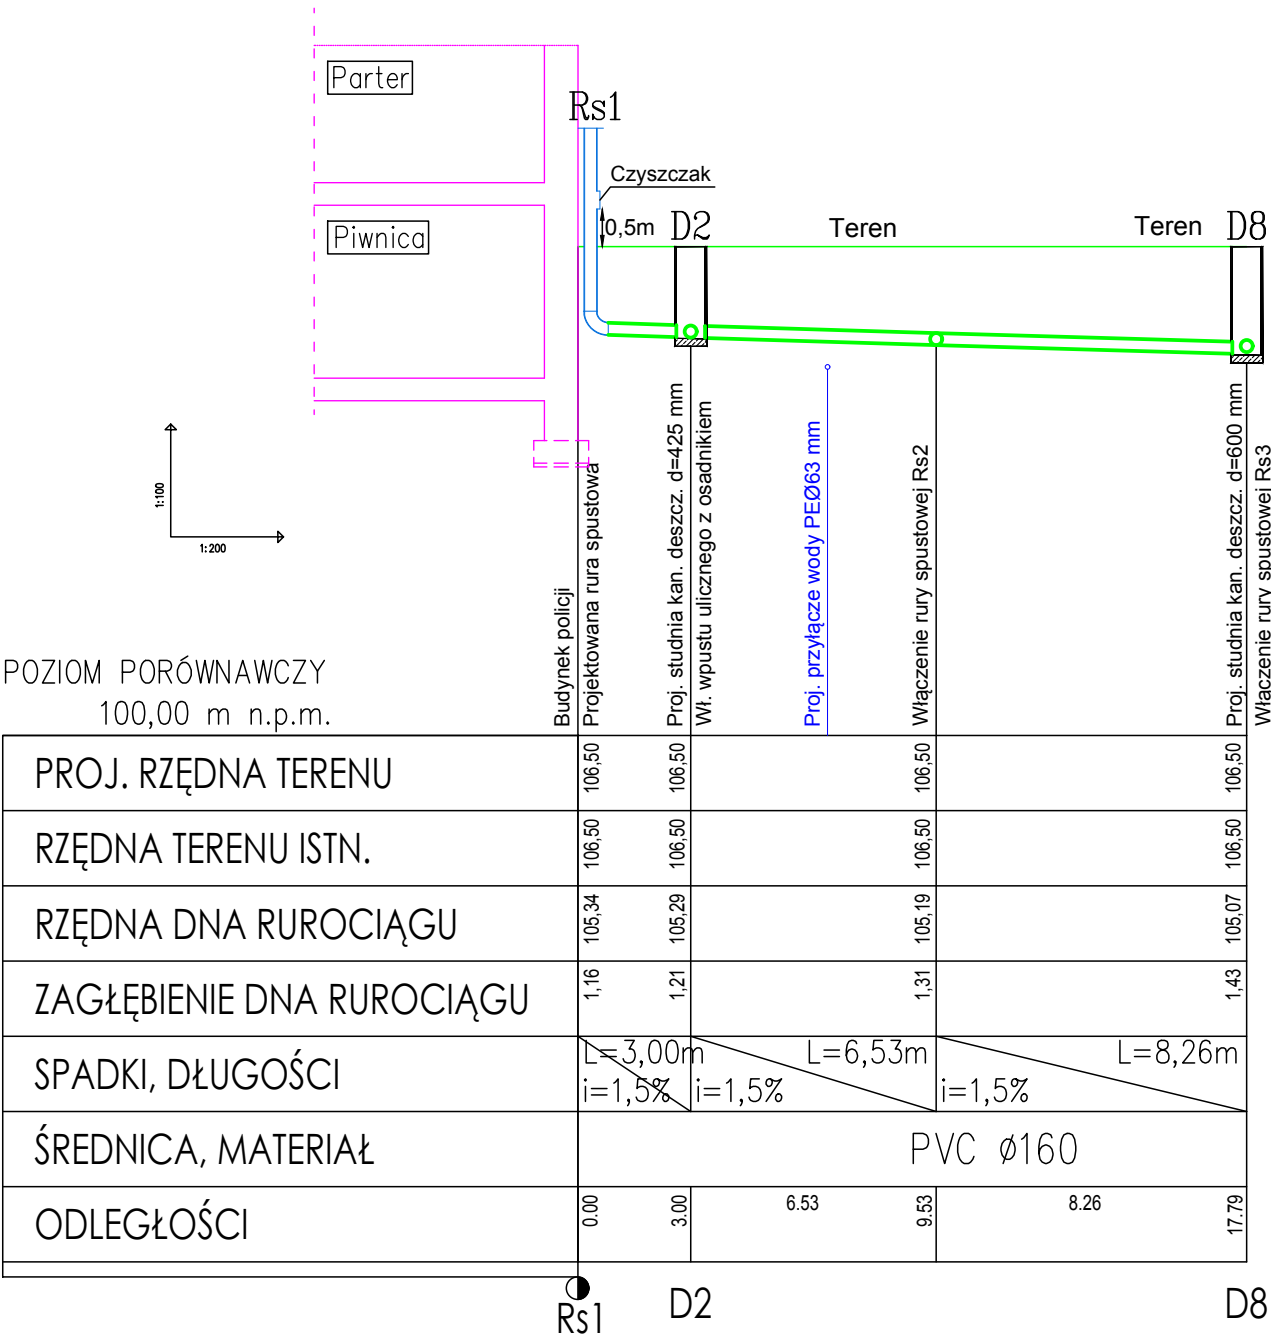 Parter
Rs1
Czyszczak
Piwnica
0,5m
D2
Teren
Teren
D8
1:100
1:200
Budynek policji
Projektowana rura spustowa
Proj. studnia kan. deszcz. d=425 mm
Wł. wpustu ulicznego z osadnikiem
Proj. przyłącze wody PEØ63 mm
Włączenie rury spustowej Rs2
Proj. studnia kan. deszcz. d=600 mm
Właczenie rury spustowei Rs3
POZIOM PORÓWNAWCZY
100,00 m n.p.m.
PROJ. RZĘDNA TERENU
106,50
106,50
106,50
106,50
RZĘDNA TERENU ISTN.
106,50
106,50
106,50
106,50
RZĘDNA DNA RUROCIĄGU
105,34
105,29
105,19
105,07
ZAGŁĘBIENIE DNA RUROCIĄGU
1,16
1,21
1,31
1,43
SPADKI, DŁUGOŚCI
L=3,00m
i=1,5%
L=6,53m
i=1,5%
L=8,26m
i=1,5%
ŚREDNICA, MATERIAŁ
PVC ø160
ODLEGŁOŚCI
0.00
3.00
6.53
9.53
8.26
17.79
Rs1
D2
D8